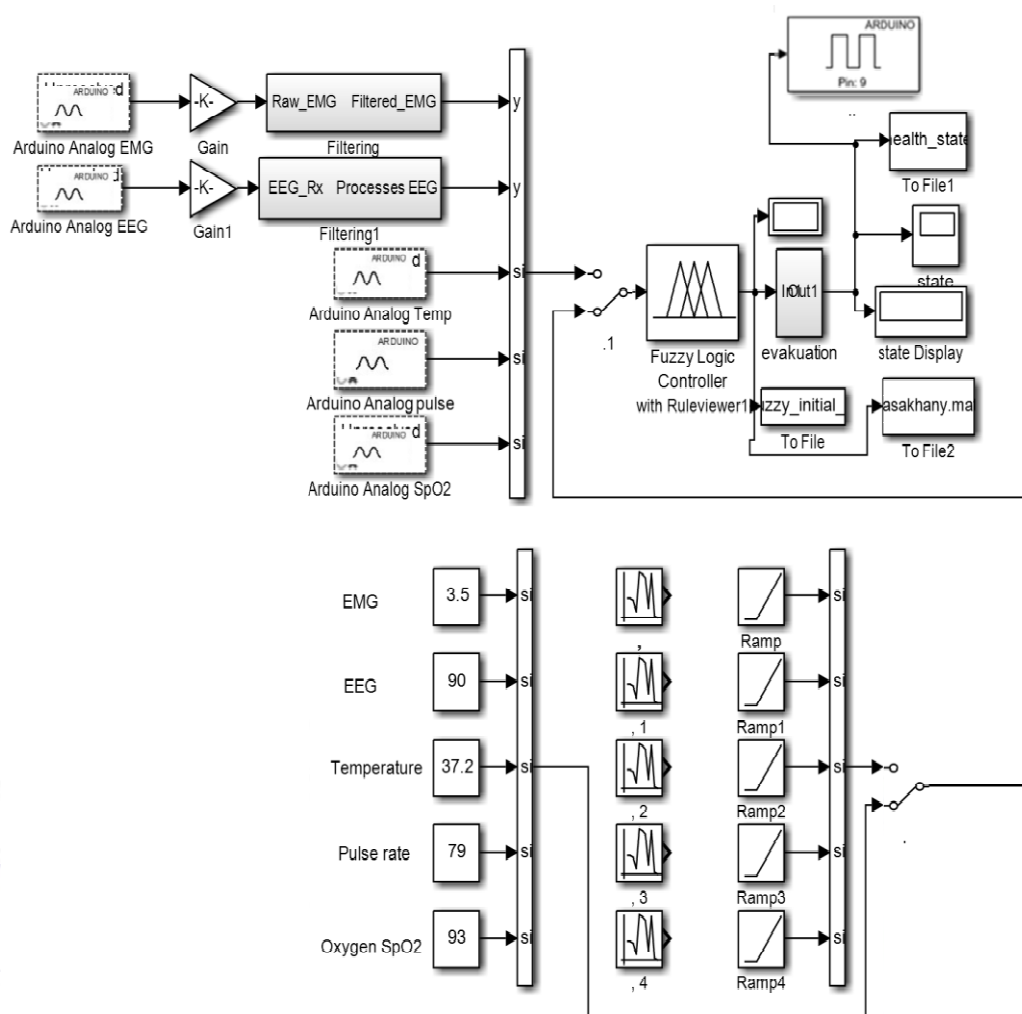 ARDUINO
Pin: 9
ARDUINO
Arduino Analog EMG
-K-
Gain
Raw_EMG Filtered_EMG
Filtering
y
ealth_state
To File1
ARDUINO
Arduino Analog EEG
-K-
Gain1
EEG_Rx Processes EEG
Filtering1
y
ARDUINO
Arduino Analog Temp
si
state
.1
Fuzzy Logic
Controller
with Ruleviewer1
evakuation
state Display
ARDUINO
Arduino Analog pulse
si
uzzy_initial_
To File
asakhany.ma
To File2
ARDUINO
Arduino Analog SpO2
si
EMG
3.5
si
,
Ramp
si
EEG
90
si
, 1
Ramp1
si
Temperature
37.2
si
, 2
Ramp2
si
Pulse rate
79
si
, 3
Ramp3
si
Oxygen SpO2
93
si
, 4
Ramp4
si